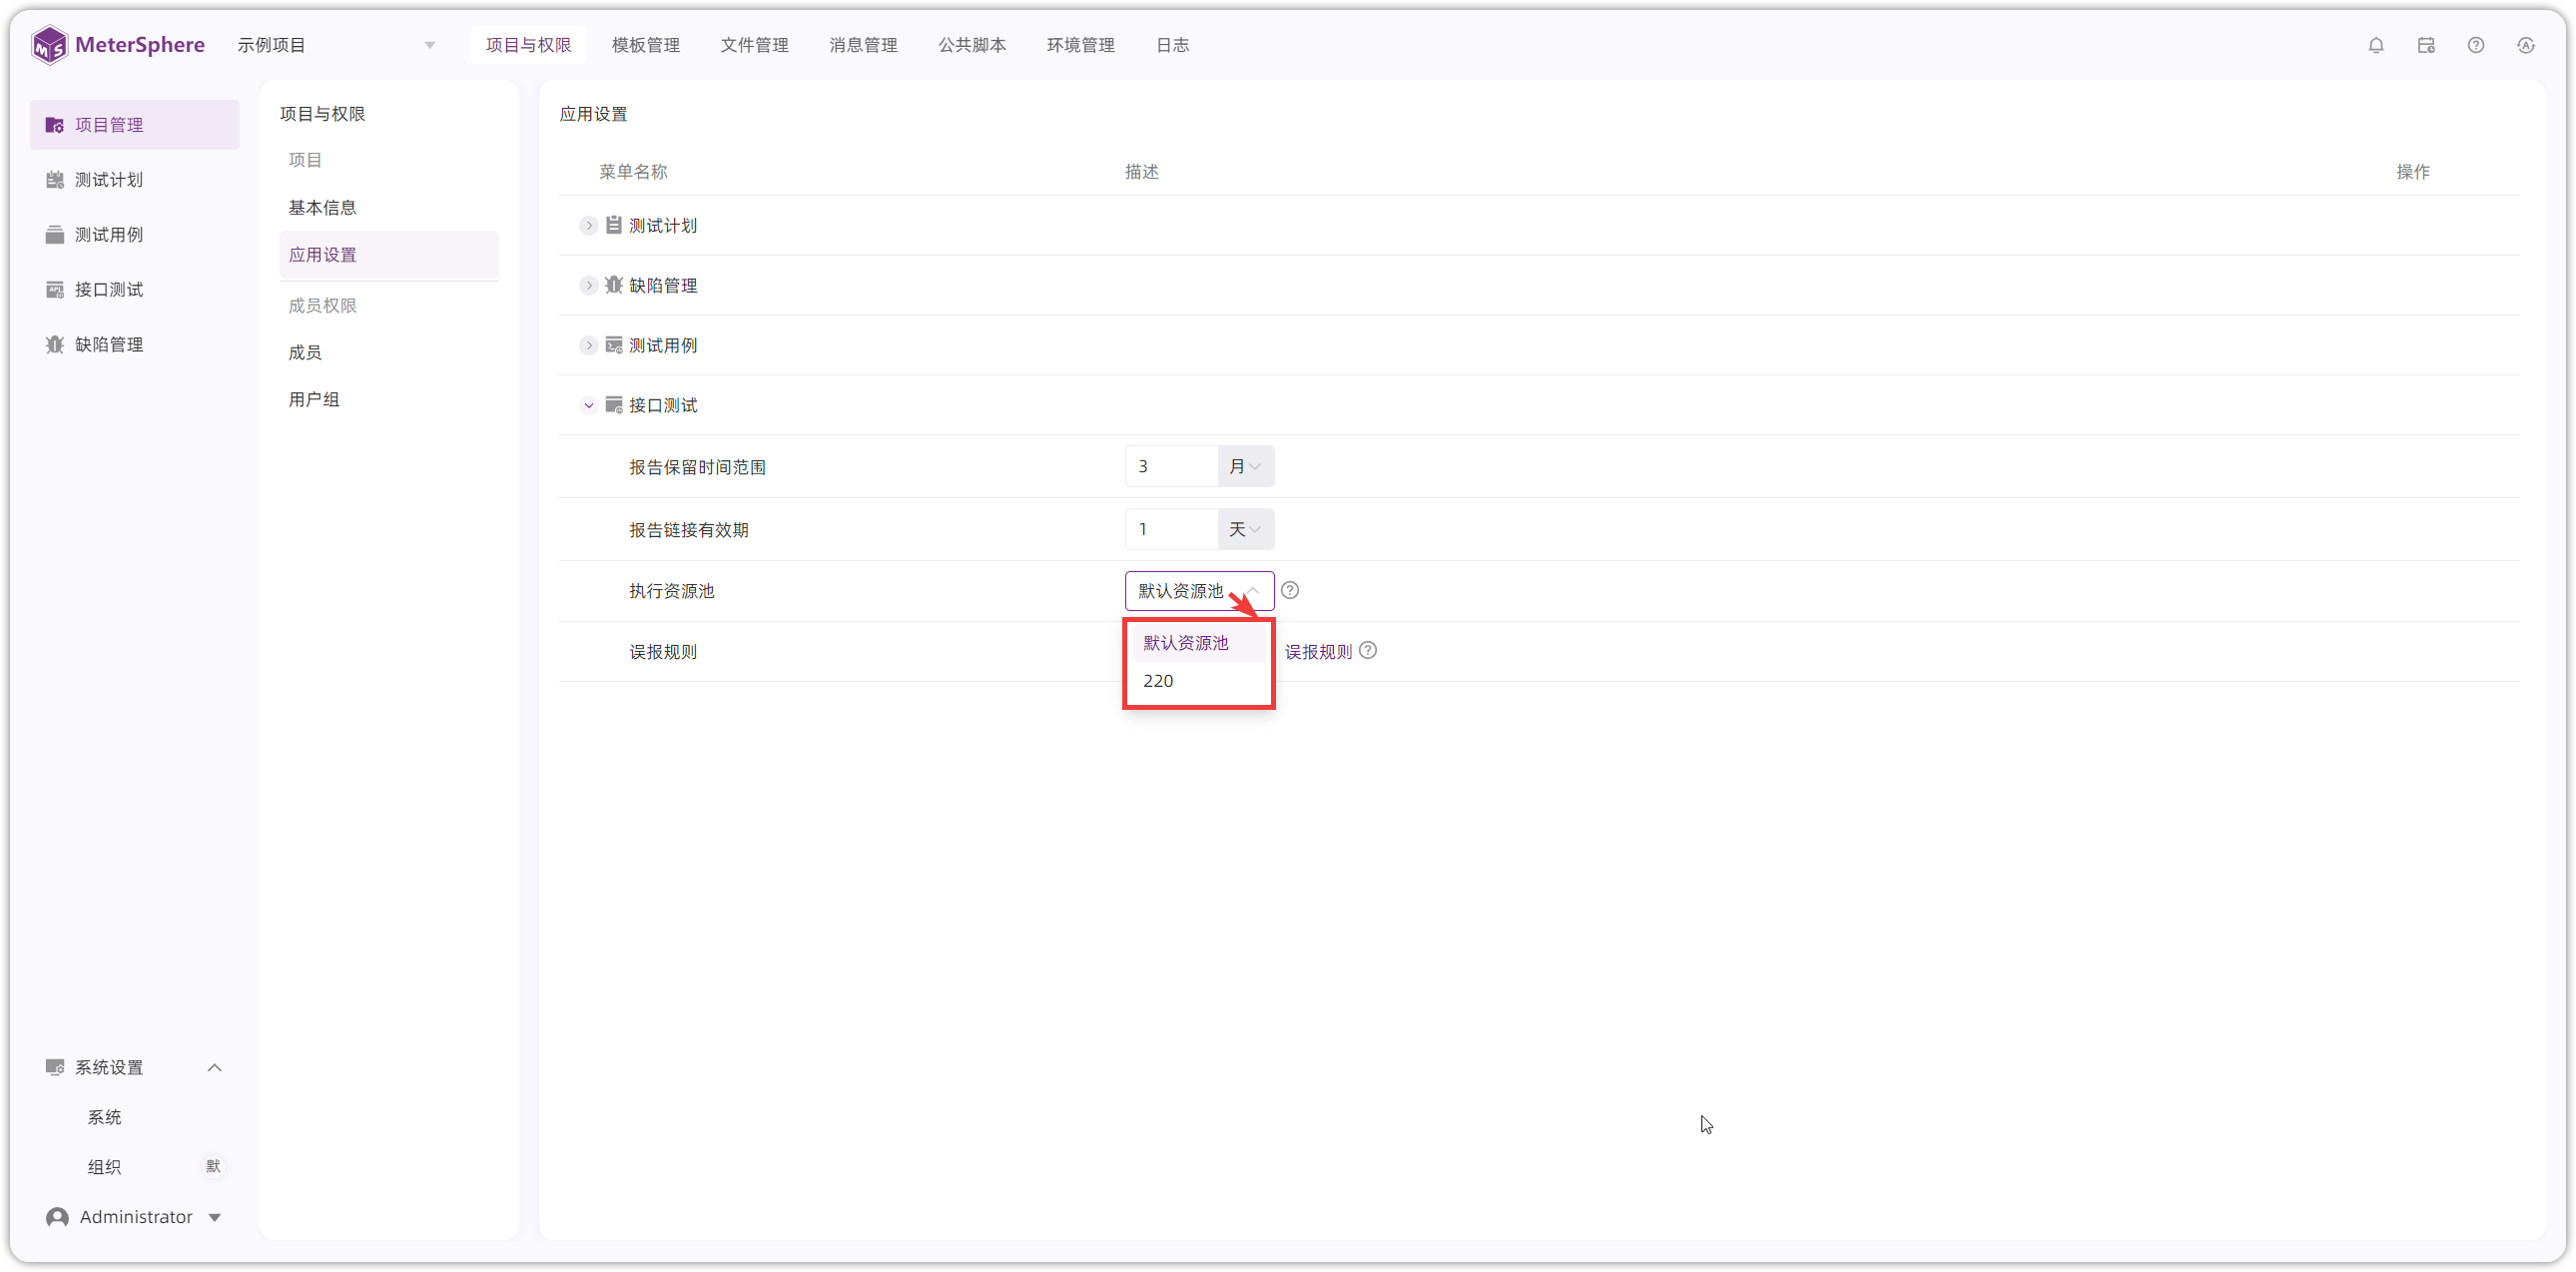 MeterSphere
示例项目
项目与权限
模板管理
文件管理
消息管理
公共脚本
环境管理
日志
项目管理
测试计划
测试用例
接口测试
缺陷管理
项目与权限
项目
基本信息
应用设置
成员权限
成员
用户组
应用设置
菜单名称
描述
操作
测试计划
缺陷管理
测试用例
接口测试
报告保留时间范围
3
月
报告链接有效期
1
天
执行资源池
默认资源池
默认资源池
220
误报规则
误报规则
系统设置
系统
组织
默
Administrator